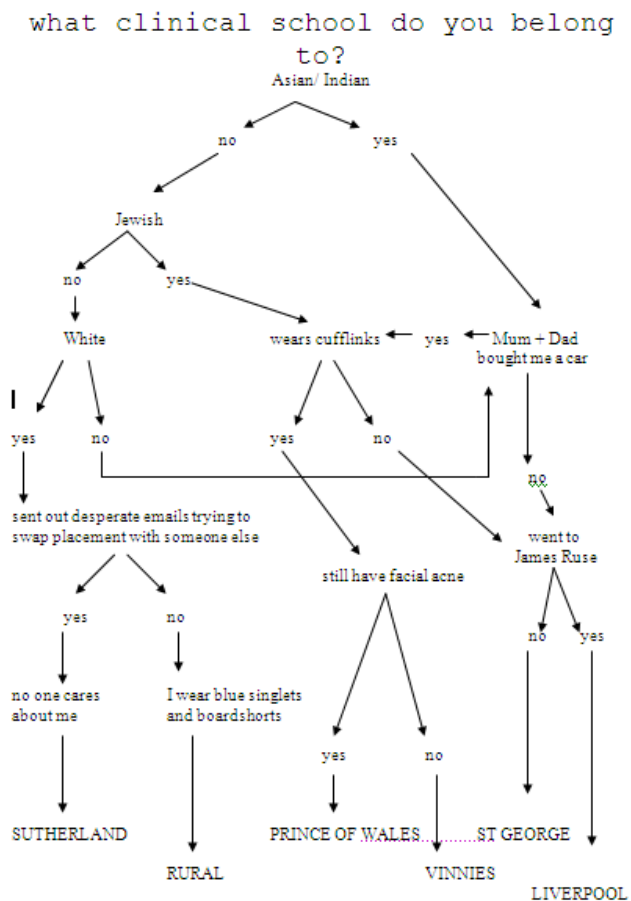 what clinical school do you belong
to?
Asian/ Indian
no
yes
Jewish
no
yes
White
wears cufflinks
yes
Mum + Dad
bought me a car
yes
no
yes
no
no
sent out desperate emails trying to
swap placement with someone else
went to
James Ruse
still have facial acne
yes
no
no
yes
no one cares
about me
I wear blue singlets
and boardshorts
yes
no
SUTHERLAND
PRINCE OF WALES
ST GEORGE
RURAL
VINNIES
LIVERPOOL